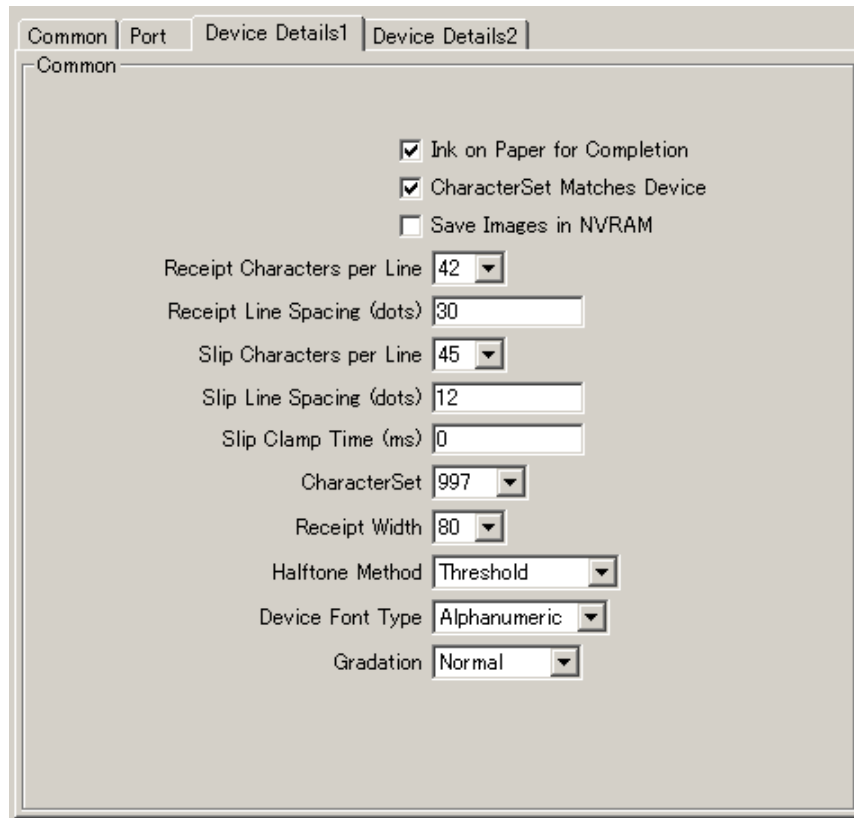 Common Port Device Details1 Device Details2
Common
Ink on Paper for Completion
CharacterSet Matches Device
Save Images in NVRAM
Receipt Characters per Line 42
Receipt Line Spacing (dots) 30
Slip Characters per Line 45
Slip Line Spacing (dots) 12
Slip Clamp Time (ms) 0
CharacterSet 997
Receipt Width 80
Halftone Method Threshold
Device Font Type Alphanumeric
Gradation Normal